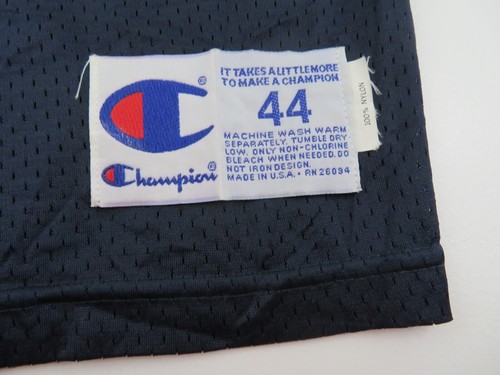 IT TAKES A LITTLE MORE
TO MAKE A CHAMPION.
44
MACHINE WASH WARM
SEPARATELY. TUMBLE DRY
LOW. ONLY NON-CHLORINE
BLEACH WHEN NEEDED. DO
NOT IRON DESIGN.
MADE IN U.S.A. • RN 26094
Champion
100% NYLON